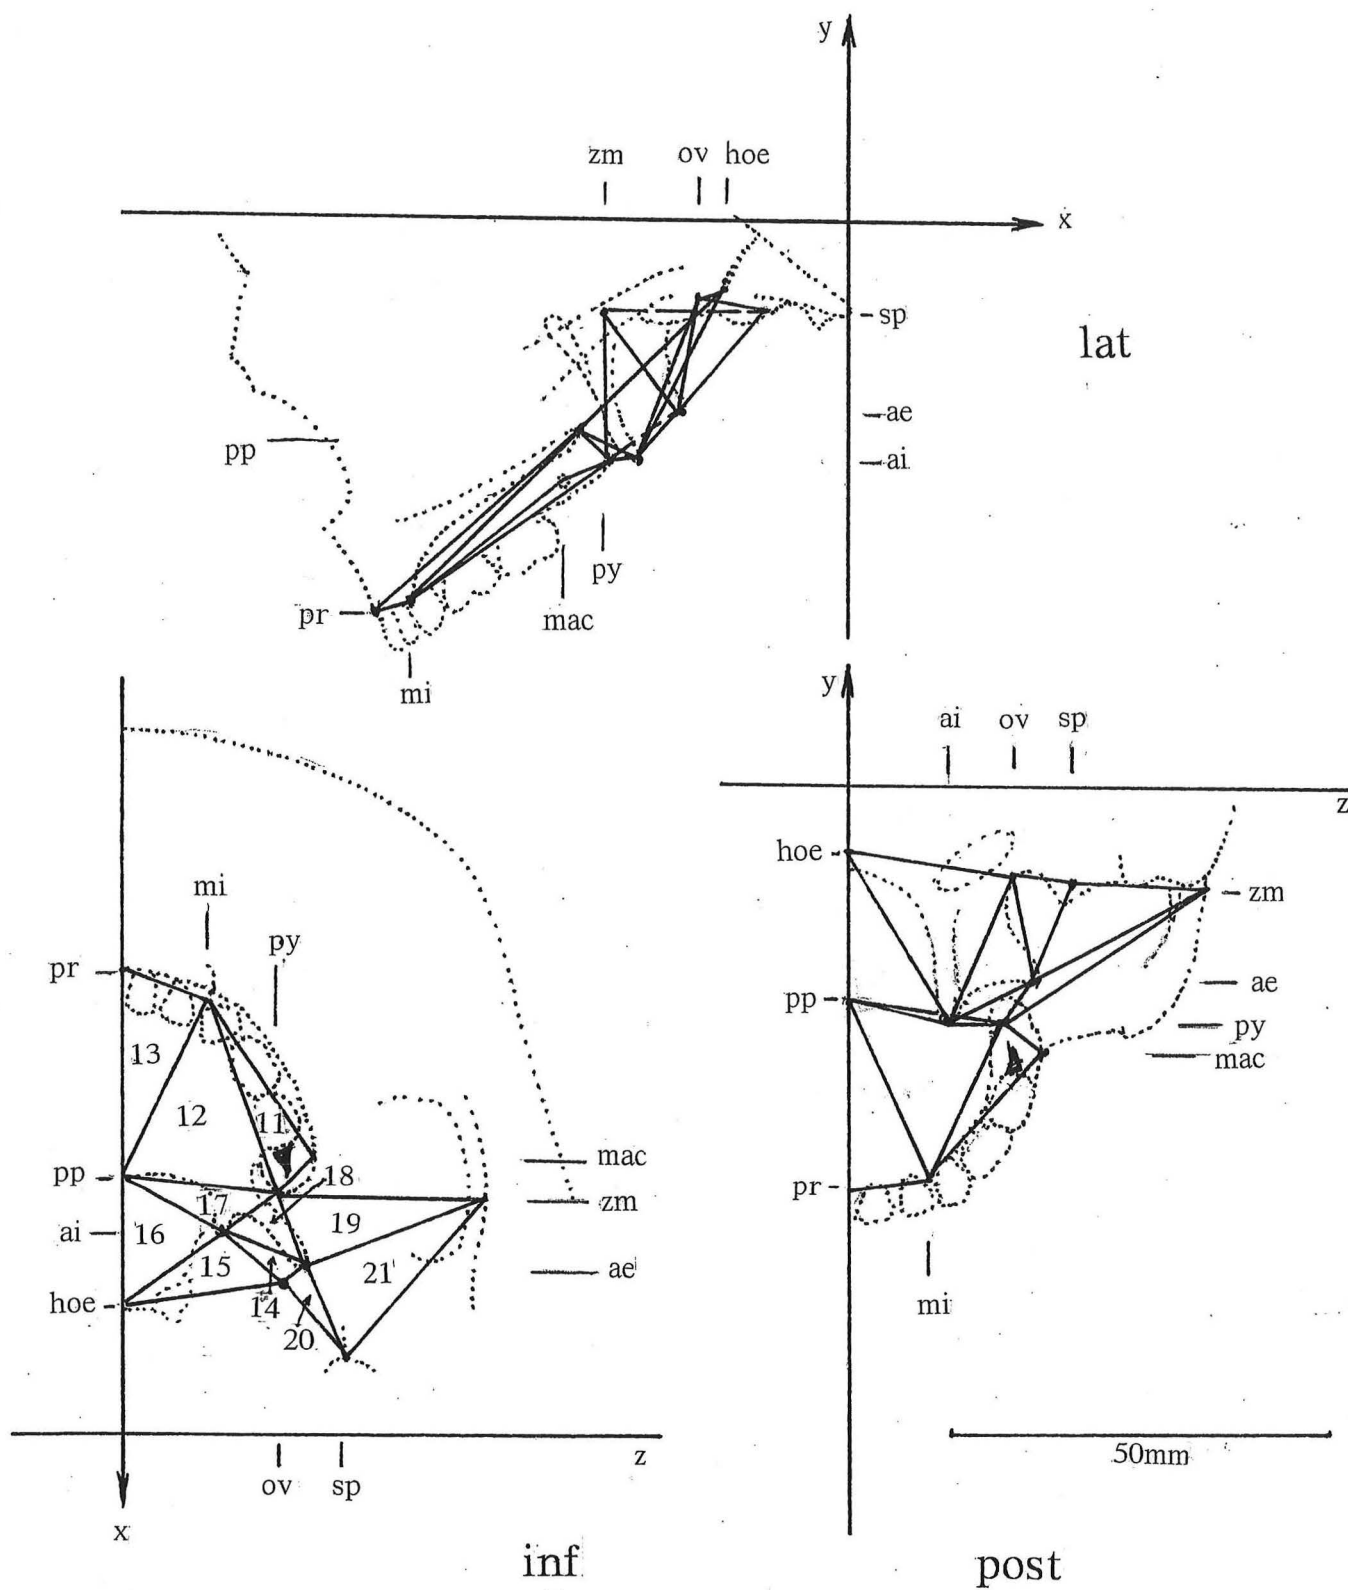 y
zm ov hoe
x
sp
lat
ae
pp
ai
py
pr
mac
mi
y
ai ov sp
z
hoe
mi
zm
py
pr
ae
pp
13
py
mac
12
11
mac
pp
18
zm
17
ai
19
16
pr
15
21
ae
hoe
14
20
mi
z
50mm
ov sp
x
inf
post